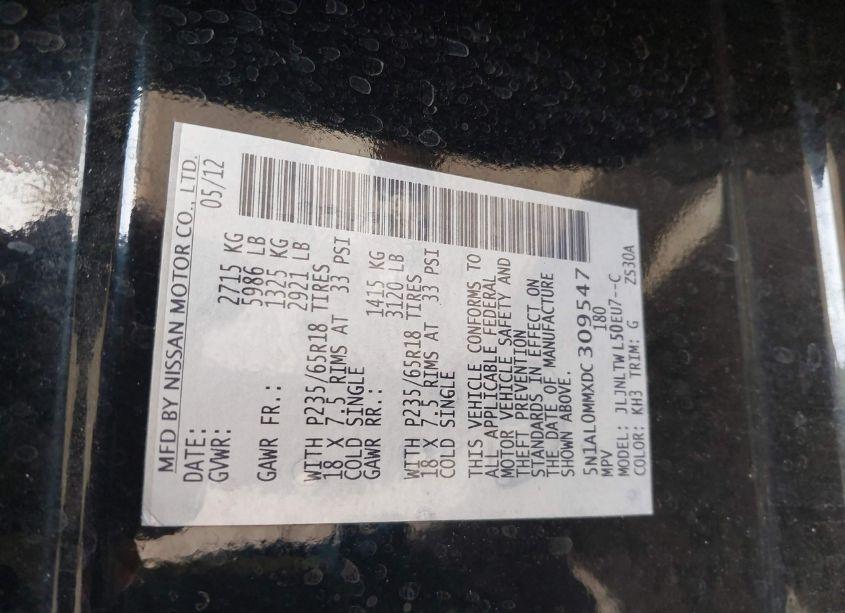 MFD BY NISSAN MOTOR CO., LTD.
DATE: 05/12
GVWR: 2715 KG
5986 LB
GAWR FR.: 1325 KG
2921 LB
WITH P235/65R18 TIRES
18 X 7.5 RIMS AT 33 PSI
COLD SINGLE
GAWR RR.: 1415 KG
3120 LB
WITH P235/65R18 TIRES
18 X 7.5 RIMS AT 33 PSI
COLD SINGLE
THIS VEHICLE CONFORMS TO
ALL APPLICABLE FEDERAL
MOTOR VEHICLE SAFETY AND
THEFT PREVENTION
STANDARDS IN EFFECT ON
THE DATE OF MANUFACTURE
SHOWN ABOVE.
5N1AL0MMXDC309547
MPV 180
MODEL: JLJNLTWL50EU7--C
COLOR: KH3 TRIM: G ZS30A